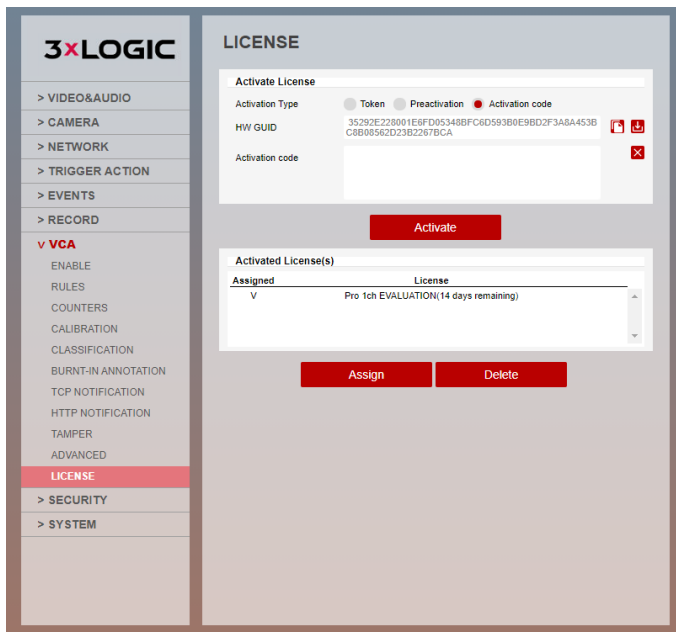 3xLOGIC
> VIDEO&AUDIO
> CAMERA
> NETWORK
> TRIGGER ACTION
> EVENTS
> RECORD
v VCA
ENABLE
RULES
COUNTERS
CALIBRATION
CLASSIFICATION
BURNT-IN ANNOTATION
TCP NOTIFICATION
HTTP NOTIFICATION
TAMPER
ADVANCED
LICENSE
> SECURITY
> SYSTEM
LICENSE
Activate License
Activation Type Token Preactivation Activation code
HW GUID 35292E228001E6FD05348BFC6D593B0E9BD2F3A8A453B
C8B08562D23B2267BCA
Activation code
Activate
Activated License(s)
Assigned License
V Pro 1ch EVALUATION(14 days remaining)
Assign Delete